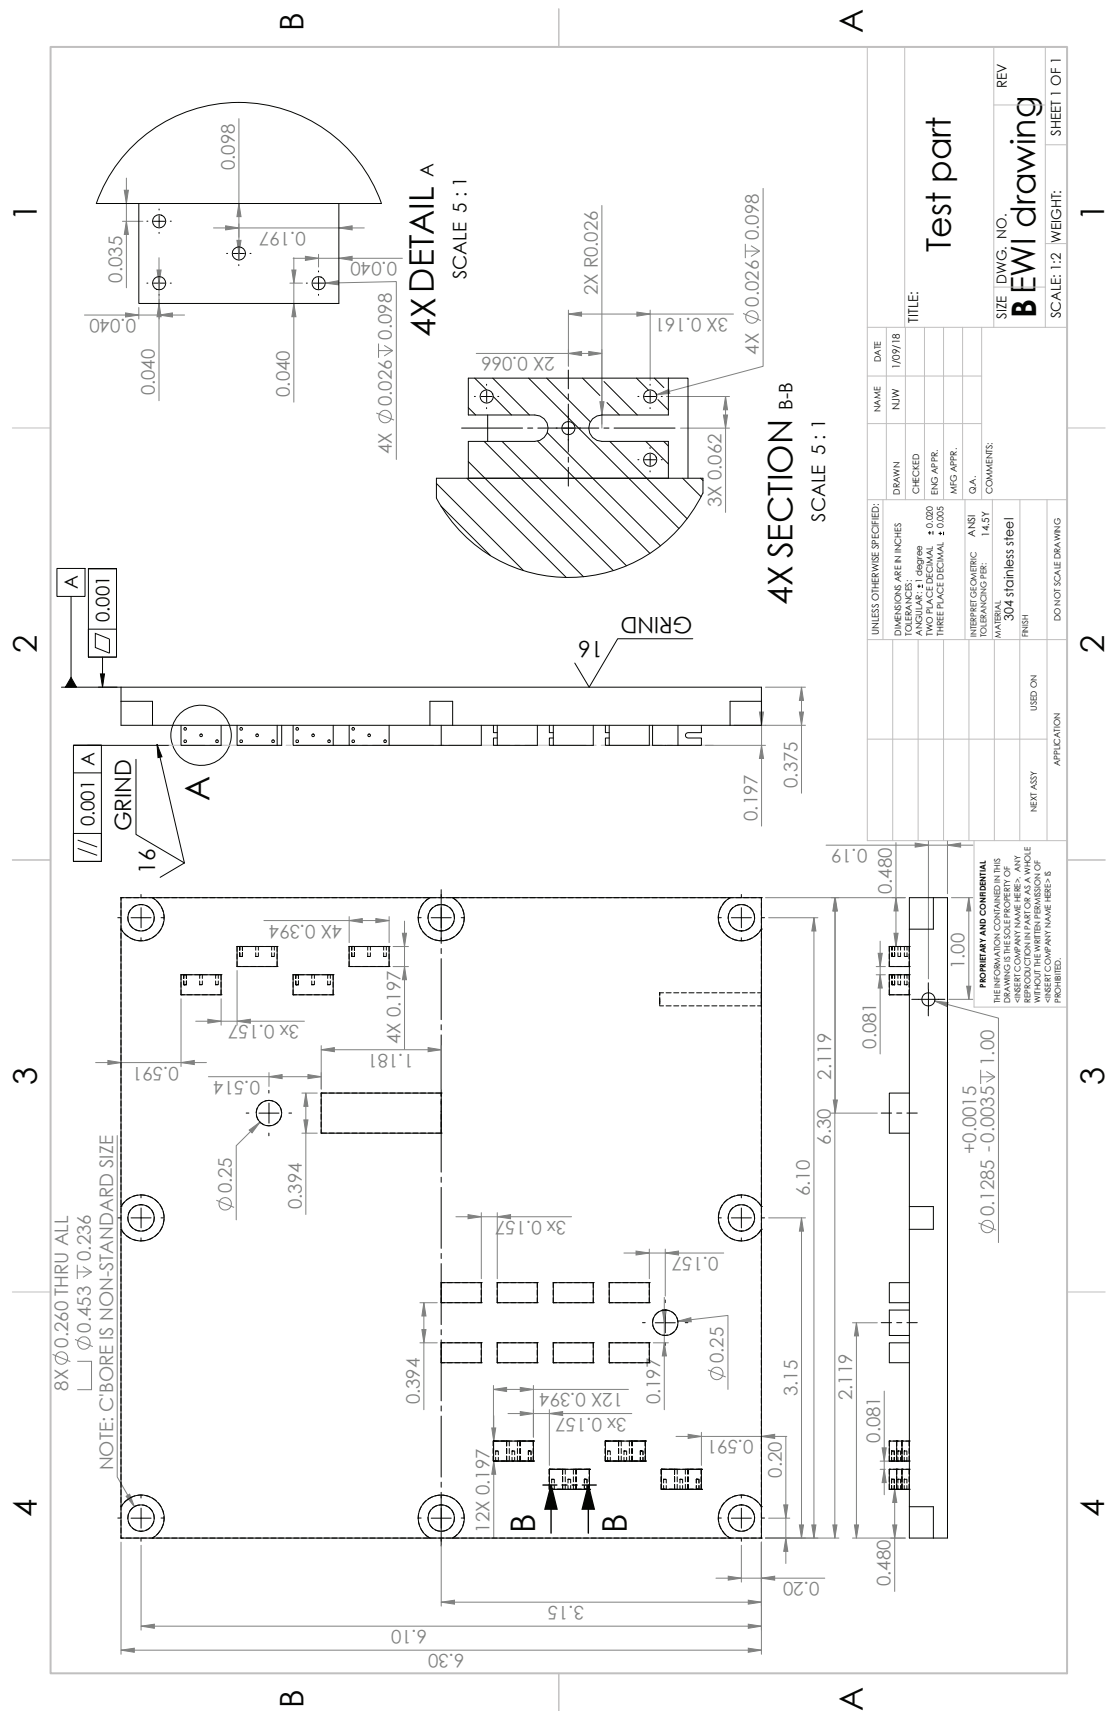 4
3
2
1
B
A
8X Ø 0.260 THRU ALL
⌴ Ø 0.453 ↧ 0.236
NOTE: C'BORE IS NON-STANDARD SIZE
0.591
0.514
Ø 0.25
0.394
1.181
3x 0.157
4X 0.197
4X 0.394
6.30
6.10
3.15
0.20
12X 0.197
12X 0.394
3x 0.157
0.394
3x 0.157
0.157
0.197
Ø 0.25
0.591
0.20
B
B
3.15
6.10
// 0.001 A
GRIND
16
A
A
⏥ 0.001
16
GRIND
0.197
0.375
0.035
0.098
0.197
0.040
0.040
0.040
0.040
4X Ø 0.026 ↧ 0.098
4X DETAIL A
SCALE 5 : 1
2X 0.066
2X R0.026
3X 0.161
3X 0.062
4X Ø 0.026 ↧ 0.098
4X SECTION B-B
SCALE 5 : 1
2.119
6.30
2.119
0.480
0.081
0.081
0.480
0.19
1.00
+0.0015
Ø 0.1285 - 0.0035 ↧ 1.00
PROPRIETARY AND CONFIDENTIAL
THE INFORMATION CONTAINED IN THIS
DRAWING IS THE SOLE PROPERTY OF
<INSERT COMPANY NAME HERE>. ANY
REPRODUCTION IN PART OR AS A WHOLE
WITHOUT THE WRITTEN PERMISSION OF
<INSERT COMPANY NAME HERE> IS
PROHIBITED.
NEXT ASSY
USED ON
APPLICATION
UNLESS OTHERWISE SPECIFIED:
DIMENSIONS ARE IN INCHES
TOLERANCES:
ANGULAR: ±1 degree
TWO PLACE DECIMAL ± 0.020
THREE PLACE DECIMAL ± 0.005
INTERPRET GEOMETRIC ANSI
TOLERANCING PER: 14.5Y
MATERIAL
304 stainless steel
FINISH
DO NOT SCALE DRAWING
NAME
DATE
DRAWN NJW 1/09/18
CHECKED
ENG APPR.
MFG APPR.
Q.A.
COMMENTS:
TITLE:
Test part
SIZE DWG. NO. REV
B EWI drawing
SCALE: 1:2 WEIGHT: SHEET 1 OF 1
B
A
4
3
2
1